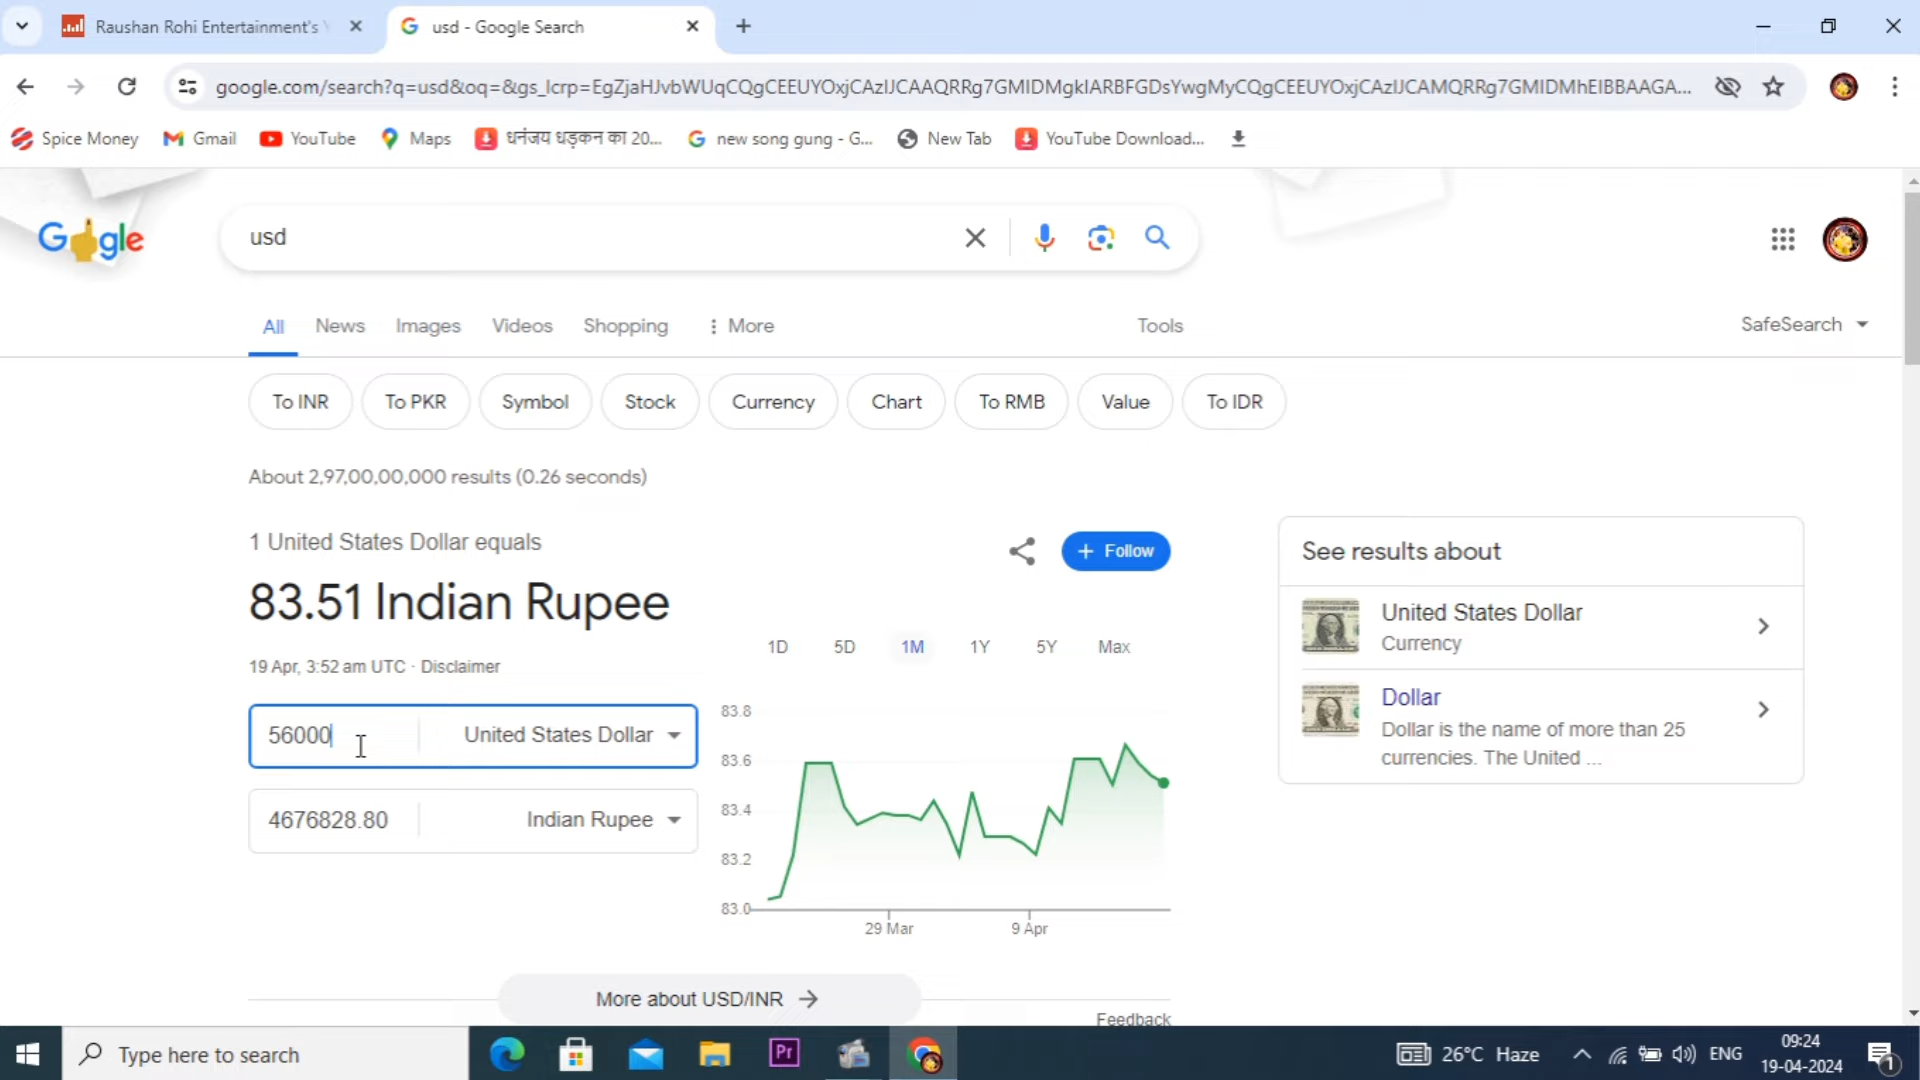 Raushan Rohi Entertainment's
usd - Google Search
google.com/search?q=usd&oq=&gs_lcrp=EgZjaHJvbWUqCQgCEEUYOxjCAzIJCAAQRRg7GMIDMgkIARBFGDsYwgMyCQgCEEUYOxjCAzIJCAMQRRg7GMIDMhEIBBAAGA...
Spice Money
Gmail
YouTube
Maps
धनंजय धड़कन का 20...
new song gung - G...
New Tab
YouTube Download...
Google
usd
All
News
Images
Videos
Shopping
More
Tools
SafeSearch
To INR
To PKR
Symbol
Stock
Currency
Chart
To RMB
Value
To IDR
About 2,97,00,00,000 results (0.26 seconds)
1 United States Dollar equals
83.51 Indian Rupee
19 Apr, 3:52 am UTC · Disclaimer
+ Follow
1D
5D
1M
1Y
5Y
Max
56000
United States Dollar
4676828.80
Indian Rupee
83.8
83.6
83.4
83.2
83.0
29 Mar
9 Apr
More about USD/INR
Feedback
See results about
United States Dollar
Currency
Dollar
Dollar is the name of more than 25
currencies. The United ...
Type here to search
Pr
26°C Haze
ENG
09:24
19-04-2024
1